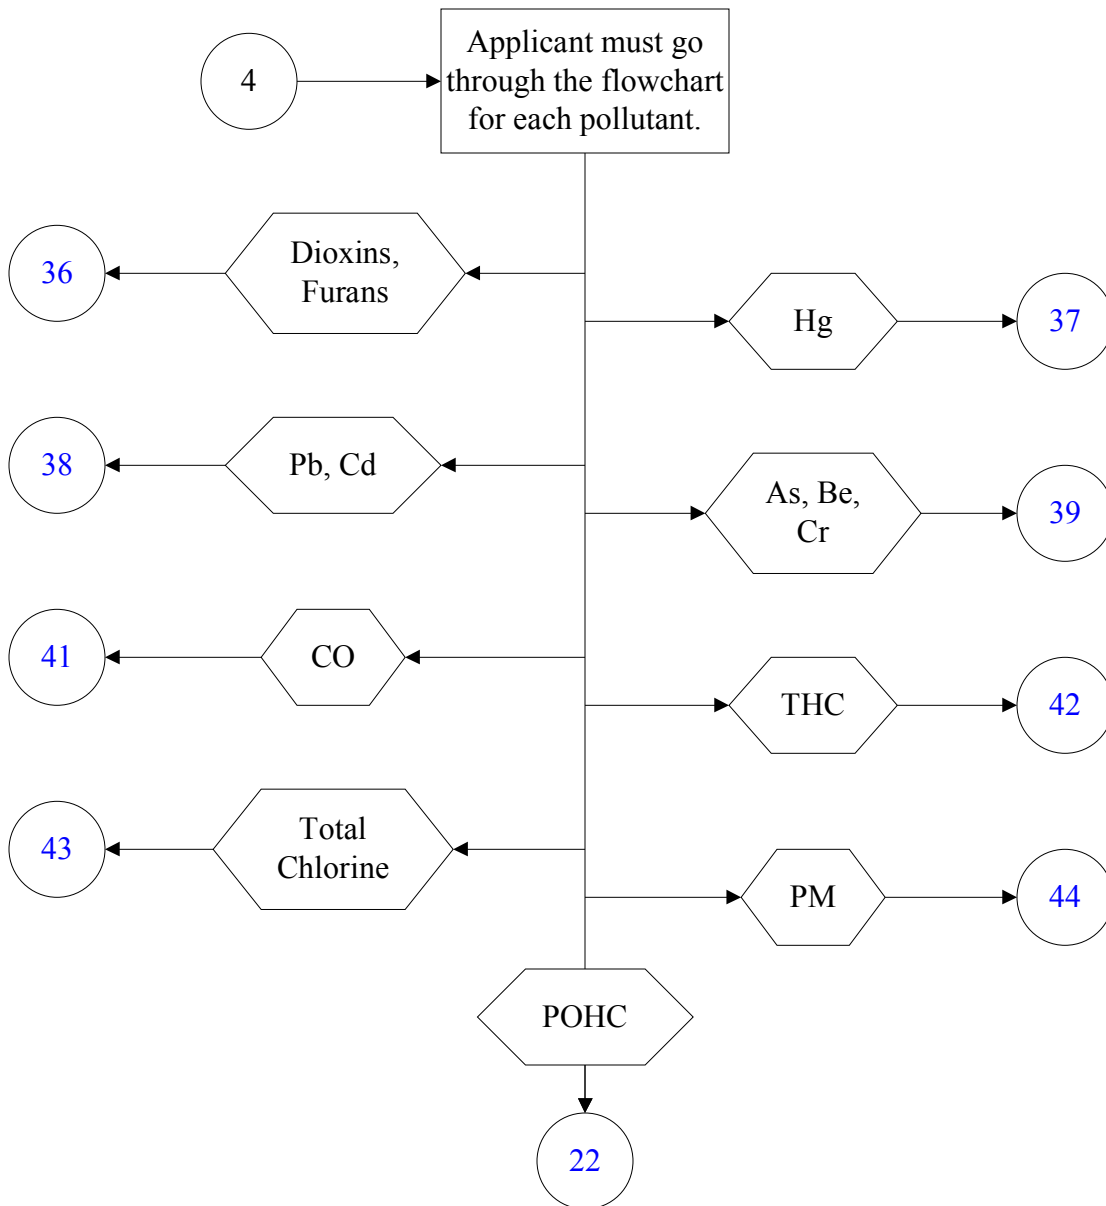 4
Applicant must go
through the flowchart
for each pollutant.
36
Dioxins,
Furans
Hg
37
38
Pb, Cd
As, Be,
Cr
39
41
CO
THC
42
43
Total
Chlorine
PM
44
POHC
22